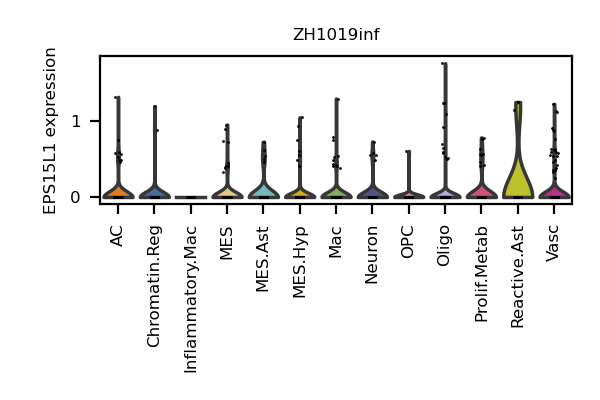 ZH1019inf
EPS15L1 expression
1
0
AC
Chromatin.Reg
Inflammatory.Mac
MES
MES.Ast
MES.Hyp
Mac
Neuron
OPC
Oligo
Prolif.Metab
Reactive.Ast
Vasc